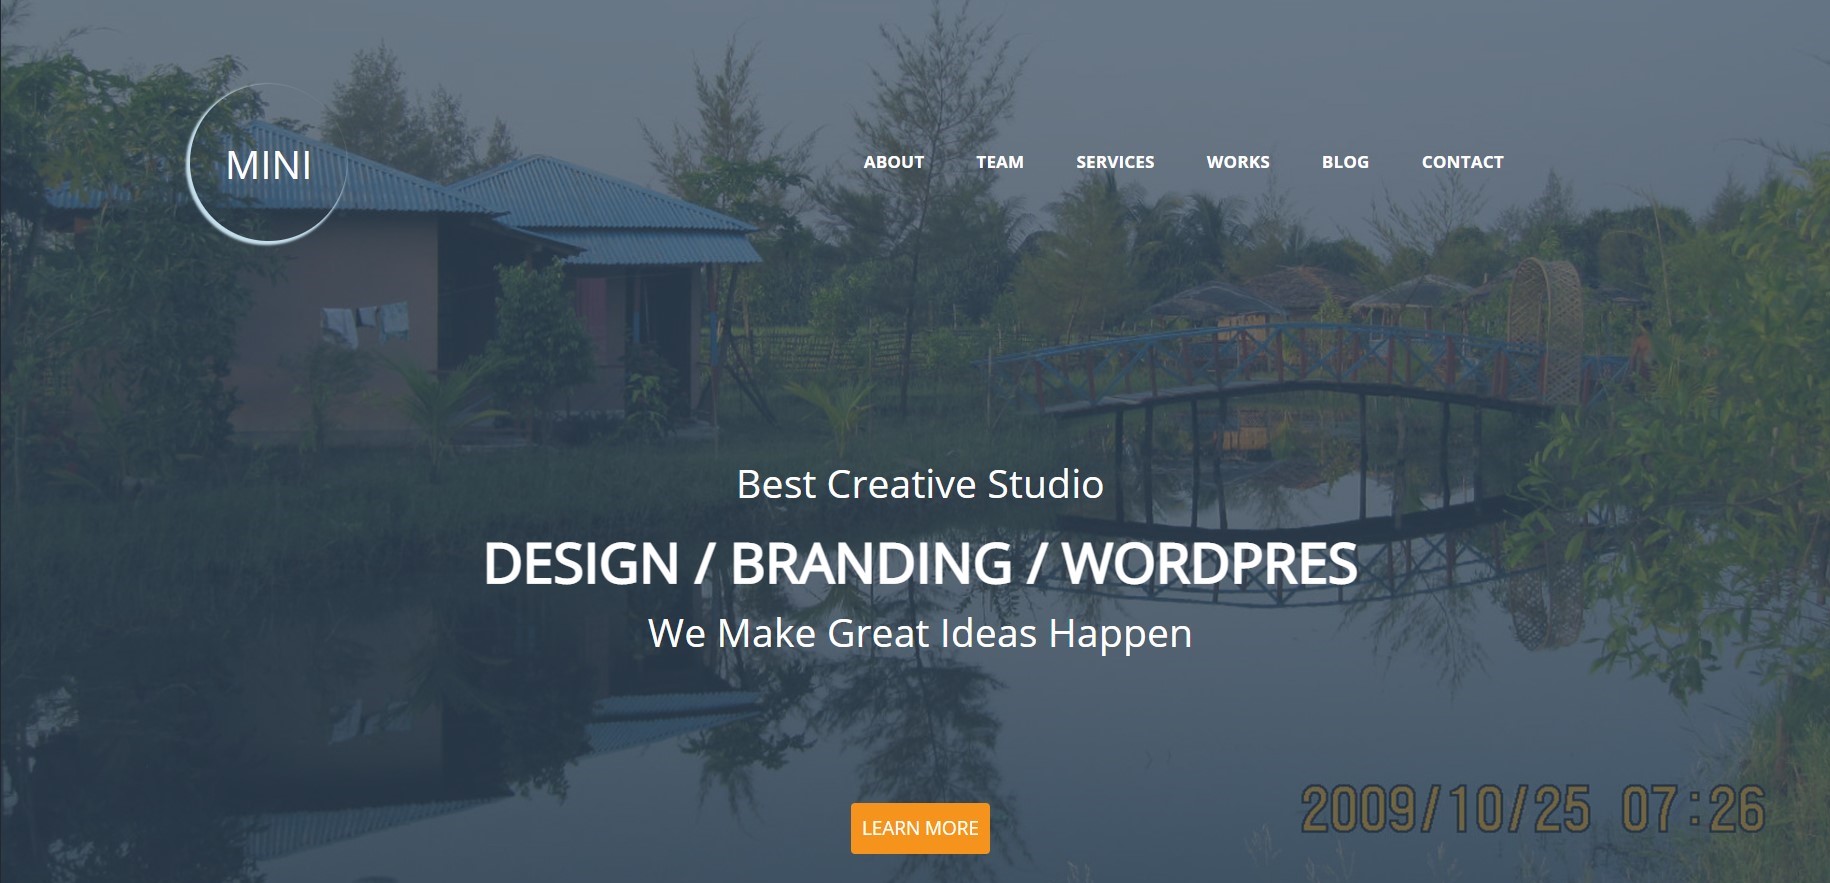 MINI
ABOUT TEAM SERVICES WORKS BLOG CONTACT
Best Creative Studio
DESIGN / BRANDING / WORDPRES
We Make Great Ideas Happen
LEARN MORE
2009/10/25 07:26